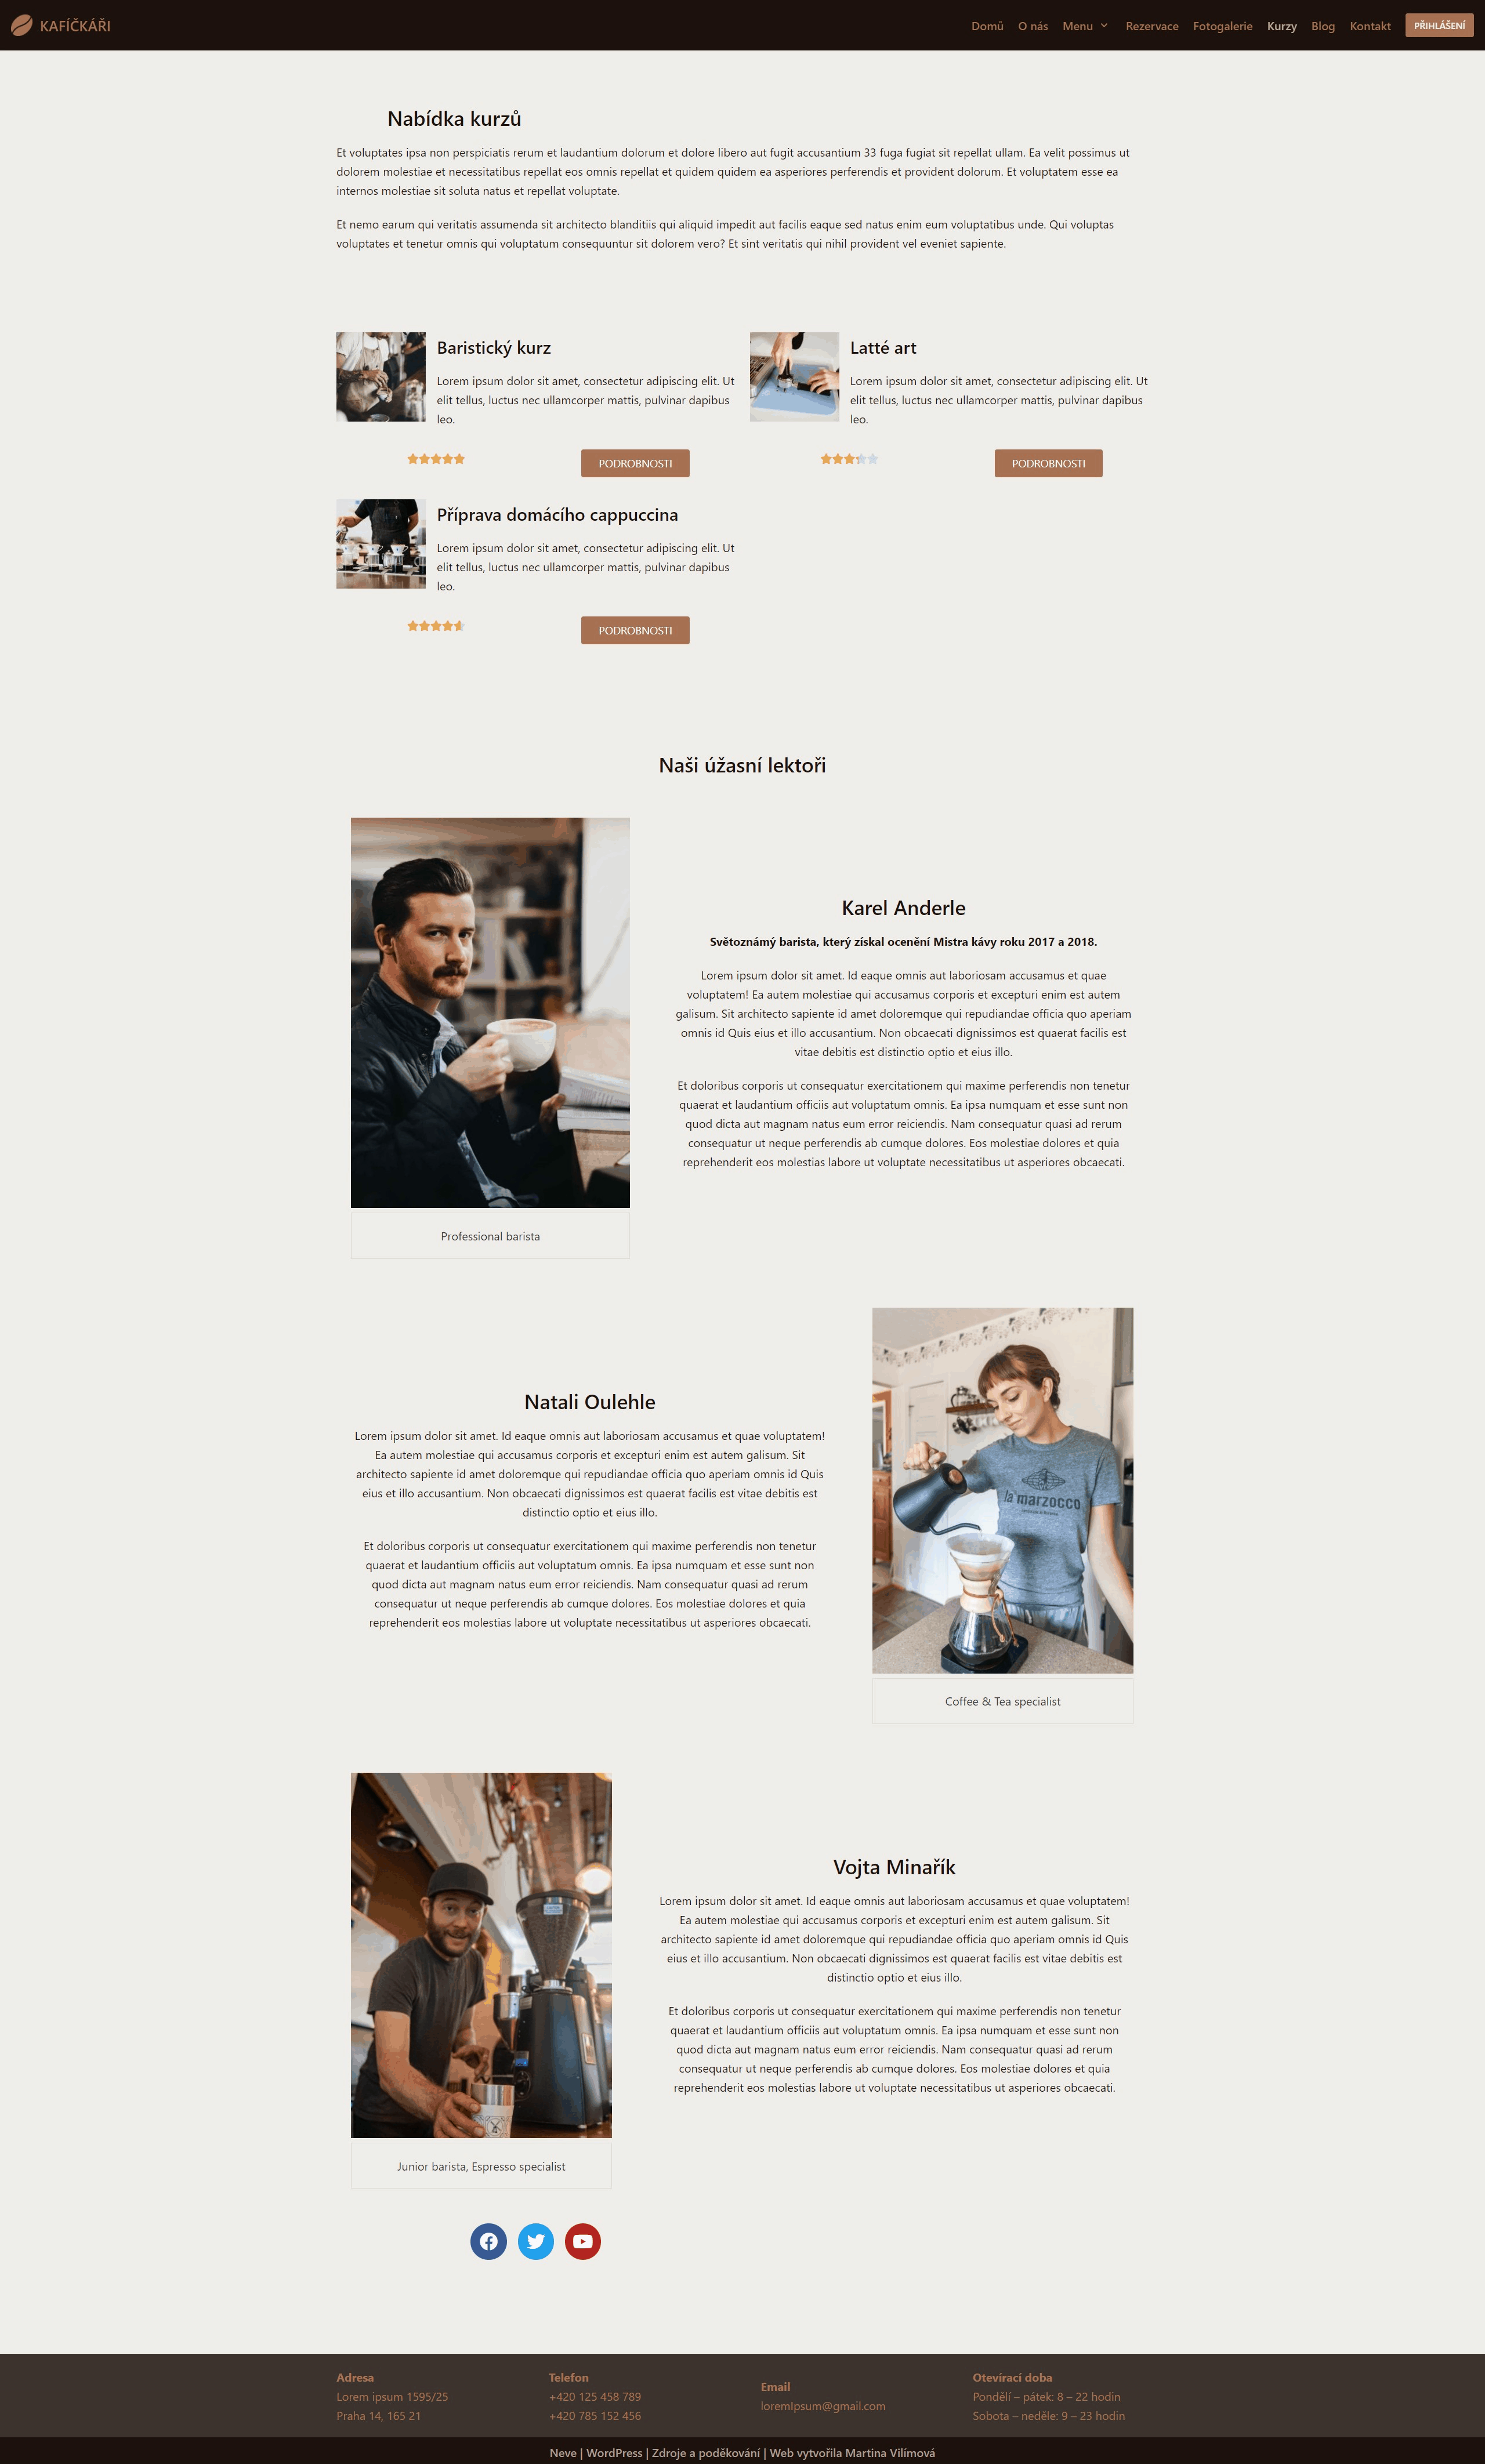 KAFÍČKÁŘI
Domů O nás Menu Rezervace Fotogalerie Kurzy Blog Kontakt PŘIHLÁŠENÍ
Nabídka kurzů
Et voluptates ipsa non perspiciatis rerum et laudantium dolorum et dolore libero aut fugit accusantium 33 fuga fugiat sit repellat ullam. Ea velit possimus ut
dolorem molestiae et necessitatibus repellat eos omnis repellat et quidem quidem ea asperiores perferendis et provident dolorum. Et voluptatem esse ea
internos molestiae sit soluta natus et repellat voluptate.
Et nemo earum qui veritatis assumenda sit architecto blanditiis qui aliquid impedit aut facilis eaque sed natus enim eum voluptatibus unde. Qui voluptas
voluptates et tenetur omnis qui voluptatum consequuntur sit dolorem vero? Et sint veritatis qui nihil provident vel eveniet sapiente.
Baristický kurz
Lorem ipsum dolor sit amet, consectetur adipiscing elit. Ut
elit tellus, luctus nec ullamcorper mattis, pulvinar dapibus
leo.
PODROBNOSTI
Latté art
Lorem ipsum dolor sit amet, consectetur adipiscing elit. Ut
elit tellus, luctus nec ullamcorper mattis, pulvinar dapibus
leo.
PODROBNOSTI
Příprava domácího cappuccina
Lorem ipsum dolor sit amet, consectetur adipiscing elit. Ut
elit tellus, luctus nec ullamcorper mattis, pulvinar dapibus
leo.
PODROBNOSTI
Naši úžasní lektoři
Karel Anderle
Světoznámý barista, který získal ocenění Mistra kávy roku 2017 a 2018.
Lorem ipsum dolor sit amet. Id eaque omnis aut laboriosam accusamus et quae
voluptatem! Ea autem molestiae qui accusamus corporis et excepturi enim est autem
galisum. Sit architecto sapiente id amet doloremque qui repudiandae officia quo aperiam
omnis id Quis eius et illo accusantium. Non obcaecati dignissimos est quaerat facilis est
vitae debitis est distinctio optio et eius illo.
Et doloribus corporis ut consequatur exercitationem qui maxime perferendis non tenetur
quaerat et laudantium officiis aut voluptatum omnis. Ea ipsa numquam et esse sunt non
quod dicta aut magnam natus eum error reiciendis. Nam consequatur quasi ad rerum
consequatur ut neque perferendis ab cumque dolores. Eos molestiae dolores et quia
reprehenderit eos molestias labore ut voluptate necessitatibus ut asperiores obcaecati.
Professional barista
Natali Oulehle
Lorem ipsum dolor sit amet. Id eaque omnis aut laboriosam accusamus et quae voluptatem!
Ea autem molestiae qui accusamus corporis et excepturi enim est autem galisum. Sit
architecto sapiente id amet doloremque qui repudiandae officia quo aperiam omnis id Quis
eius et illo accusantium. Non obcaecati dignissimos est quaerat facilis est vitae debitis est
distinctio optio et eius illo.
Et doloribus corporis ut consequatur exercitationem qui maxime perferendis non tenetur
quaerat et laudantium officiis aut voluptatum omnis. Ea ipsa numquam et esse sunt non
quod dicta aut magnam natus eum error reiciendis. Nam consequatur quasi ad rerum
consequatur ut neque perferendis ab cumque dolores. Eos molestiae dolores et quia
reprehenderit eos molestias labore ut voluptate necessitatibus ut asperiores obcaecati.
la marzocco
Coffee & Tea specialist
Vojta Minařík
Lorem ipsum dolor sit amet. Id eaque omnis aut laboriosam accusamus et quae voluptatem!
Ea autem molestiae qui accusamus corporis et excepturi enim est autem galisum. Sit
architecto sapiente id amet doloremque qui repudiandae officia quo aperiam omnis id Quis
eius et illo accusantium. Non obcaecati dignissimos est quaerat facilis est vitae debitis est
distinctio optio et eius illo.
Et doloribus corporis ut consequatur exercitationem qui maxime perferendis non tenetur
quaerat et laudantium officiis aut voluptatum omnis. Ea ipsa numquam et esse sunt non
quod dicta aut magnam natus eum error reiciendis. Nam consequatur quasi ad rerum
consequatur ut neque perferendis ab cumque dolores. Eos molestiae dolores et quia
reprehenderit eos molestias labore ut voluptate necessitatibus ut asperiores obcaecati.
Junior barista, Espresso specialist
Adresa
Lorem ipsum 1595/25
Praha 14, 165 21
Telefon
+420 125 458 789
+420 785 152 456
Email
loremIpsum@gmail.com
Otevírací doba
Pondělí – pátek: 8 – 22 hodin
Sobota – neděle: 9 – 23 hodin
Neve | WordPress | Zdroje a poděkování | Web vytvořila Martina Vilímová